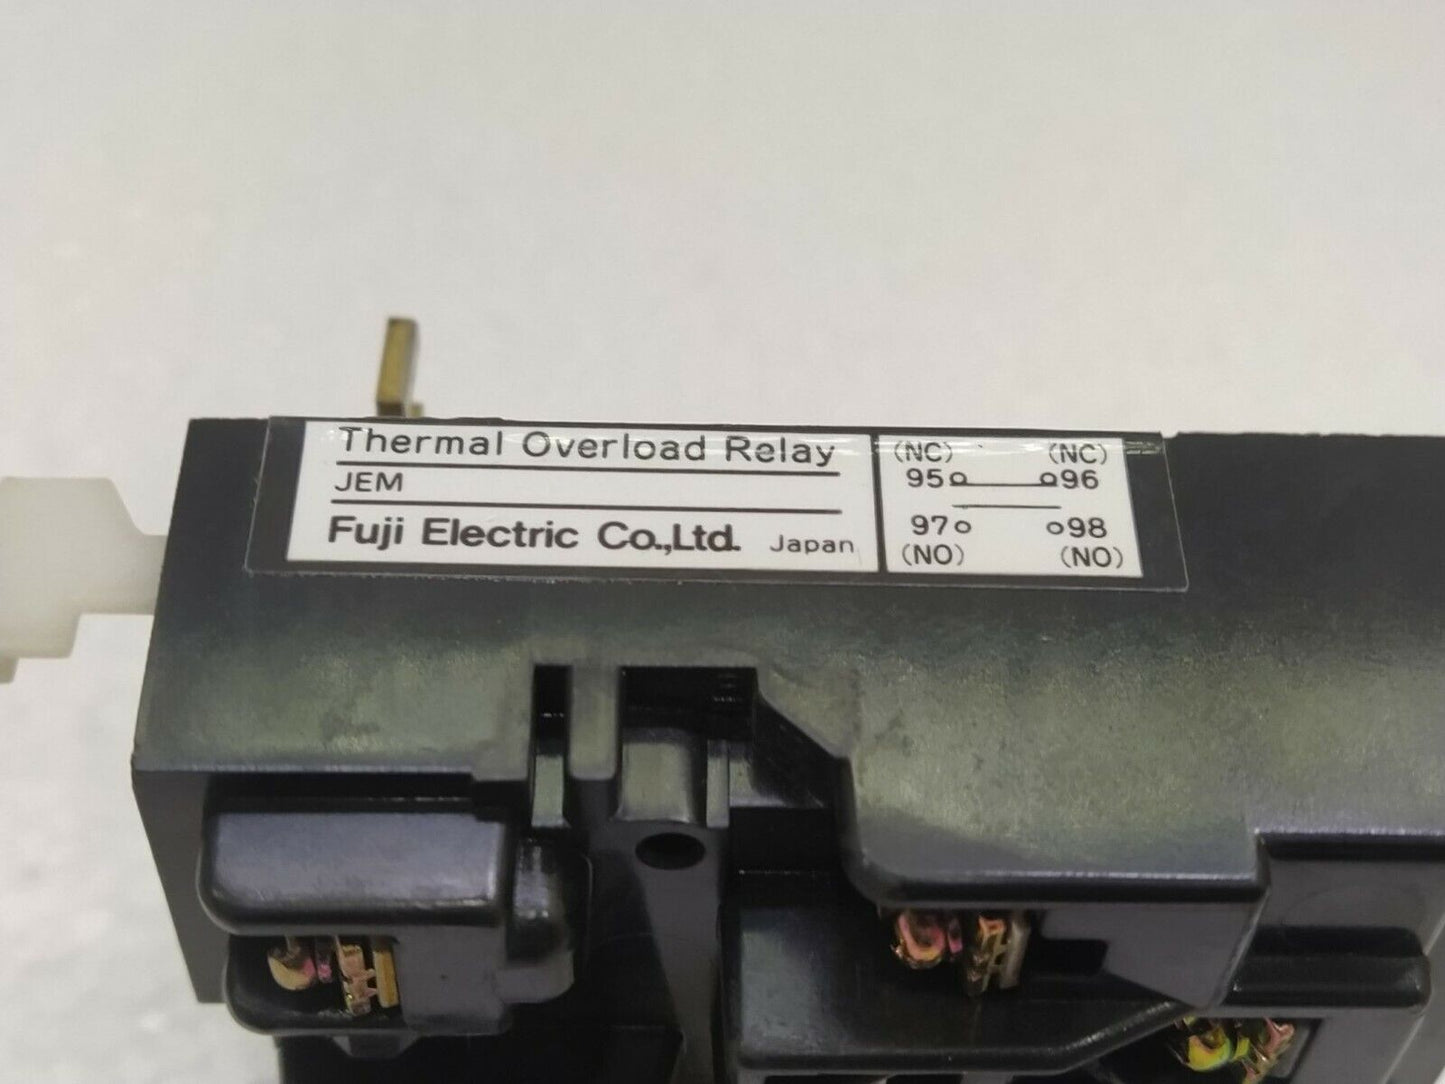 Thermal Overload Relay
JEM
Fuji Electric Co.,Ltd. Japan
(NC) (NC)
95 96
97 98
(NO) (NO)